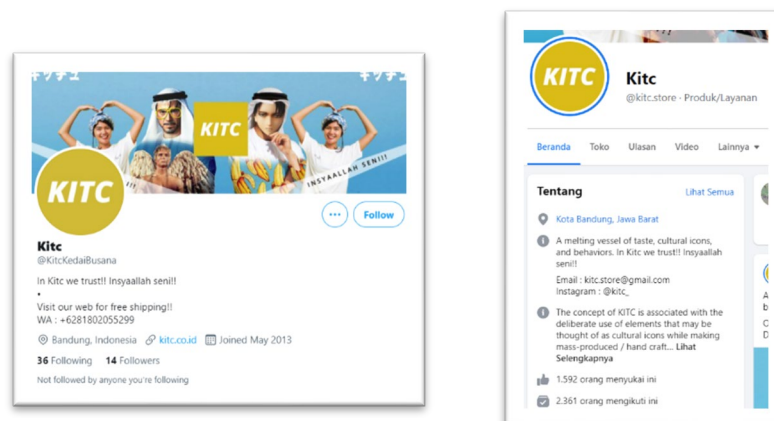 キッチュ
キッチュ
KITC
INSYAALLAH SENI!!
KITC
Follow
Kitc
@KitcKedaiBusana
In Kitc we trust!! Insyaallah seni!!
•
Visit our web for free shipping!!
WA : +6281802055299
Bandung, Indonesia kitc.co.id Joined May 2013
36 Following 14 Followers
Not followed by anyone you're following
KITC
Kitc
@kitc.store · Produk/Layanan
Beranda Toko Ulasan Video Lainnya
Tentang Lihat Semua
Kota Bandung, Jawa Barat
A melting vessel of taste, cultural icons,
and behaviors. In Kitc we trust!! Insyaallah
seni!!
Email : kitc.store@gmail.com
Instagram : @kitc_
The concept of KITC is associated with the
deliberate use of elements that may be
thought of as cultural icons while making
mass-produced / hand craft... Lihat
Selengkapnya
1.592 orang menyukai ini
2.361 orang mengikuti ini